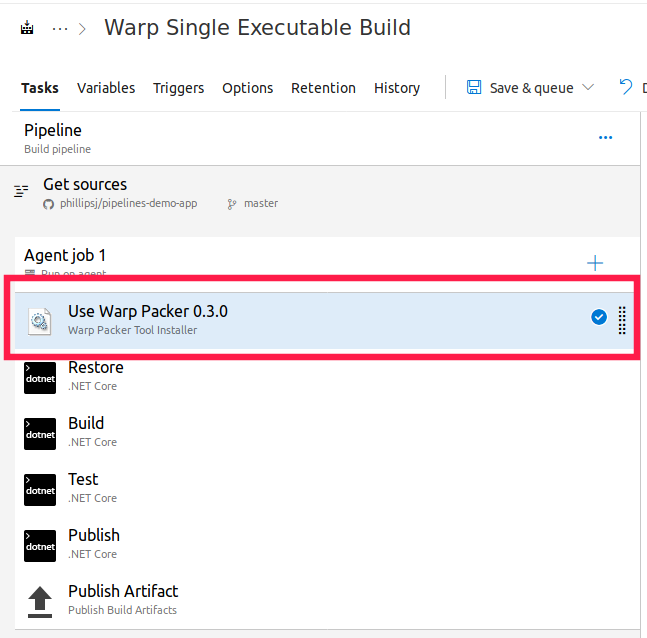 ... > Warp Single Executable Build
Tasks Variables Triggers Options Retention History Save & queue
Pipeline
Build pipeline
...
Get sources
phillipsj/pipelines-demo-app master
Agent job 1
Run on agent
Use Warp Packer 0.3.0
Warp Packer Tool Installer
>
dotnet
Restore
.NET Core
>
dotnet
Build
.NET Core
>
dotnet
Test
.NET Core
>
dotnet
Publish
.NET Core
Publish Artifact
Publish Build Artifacts